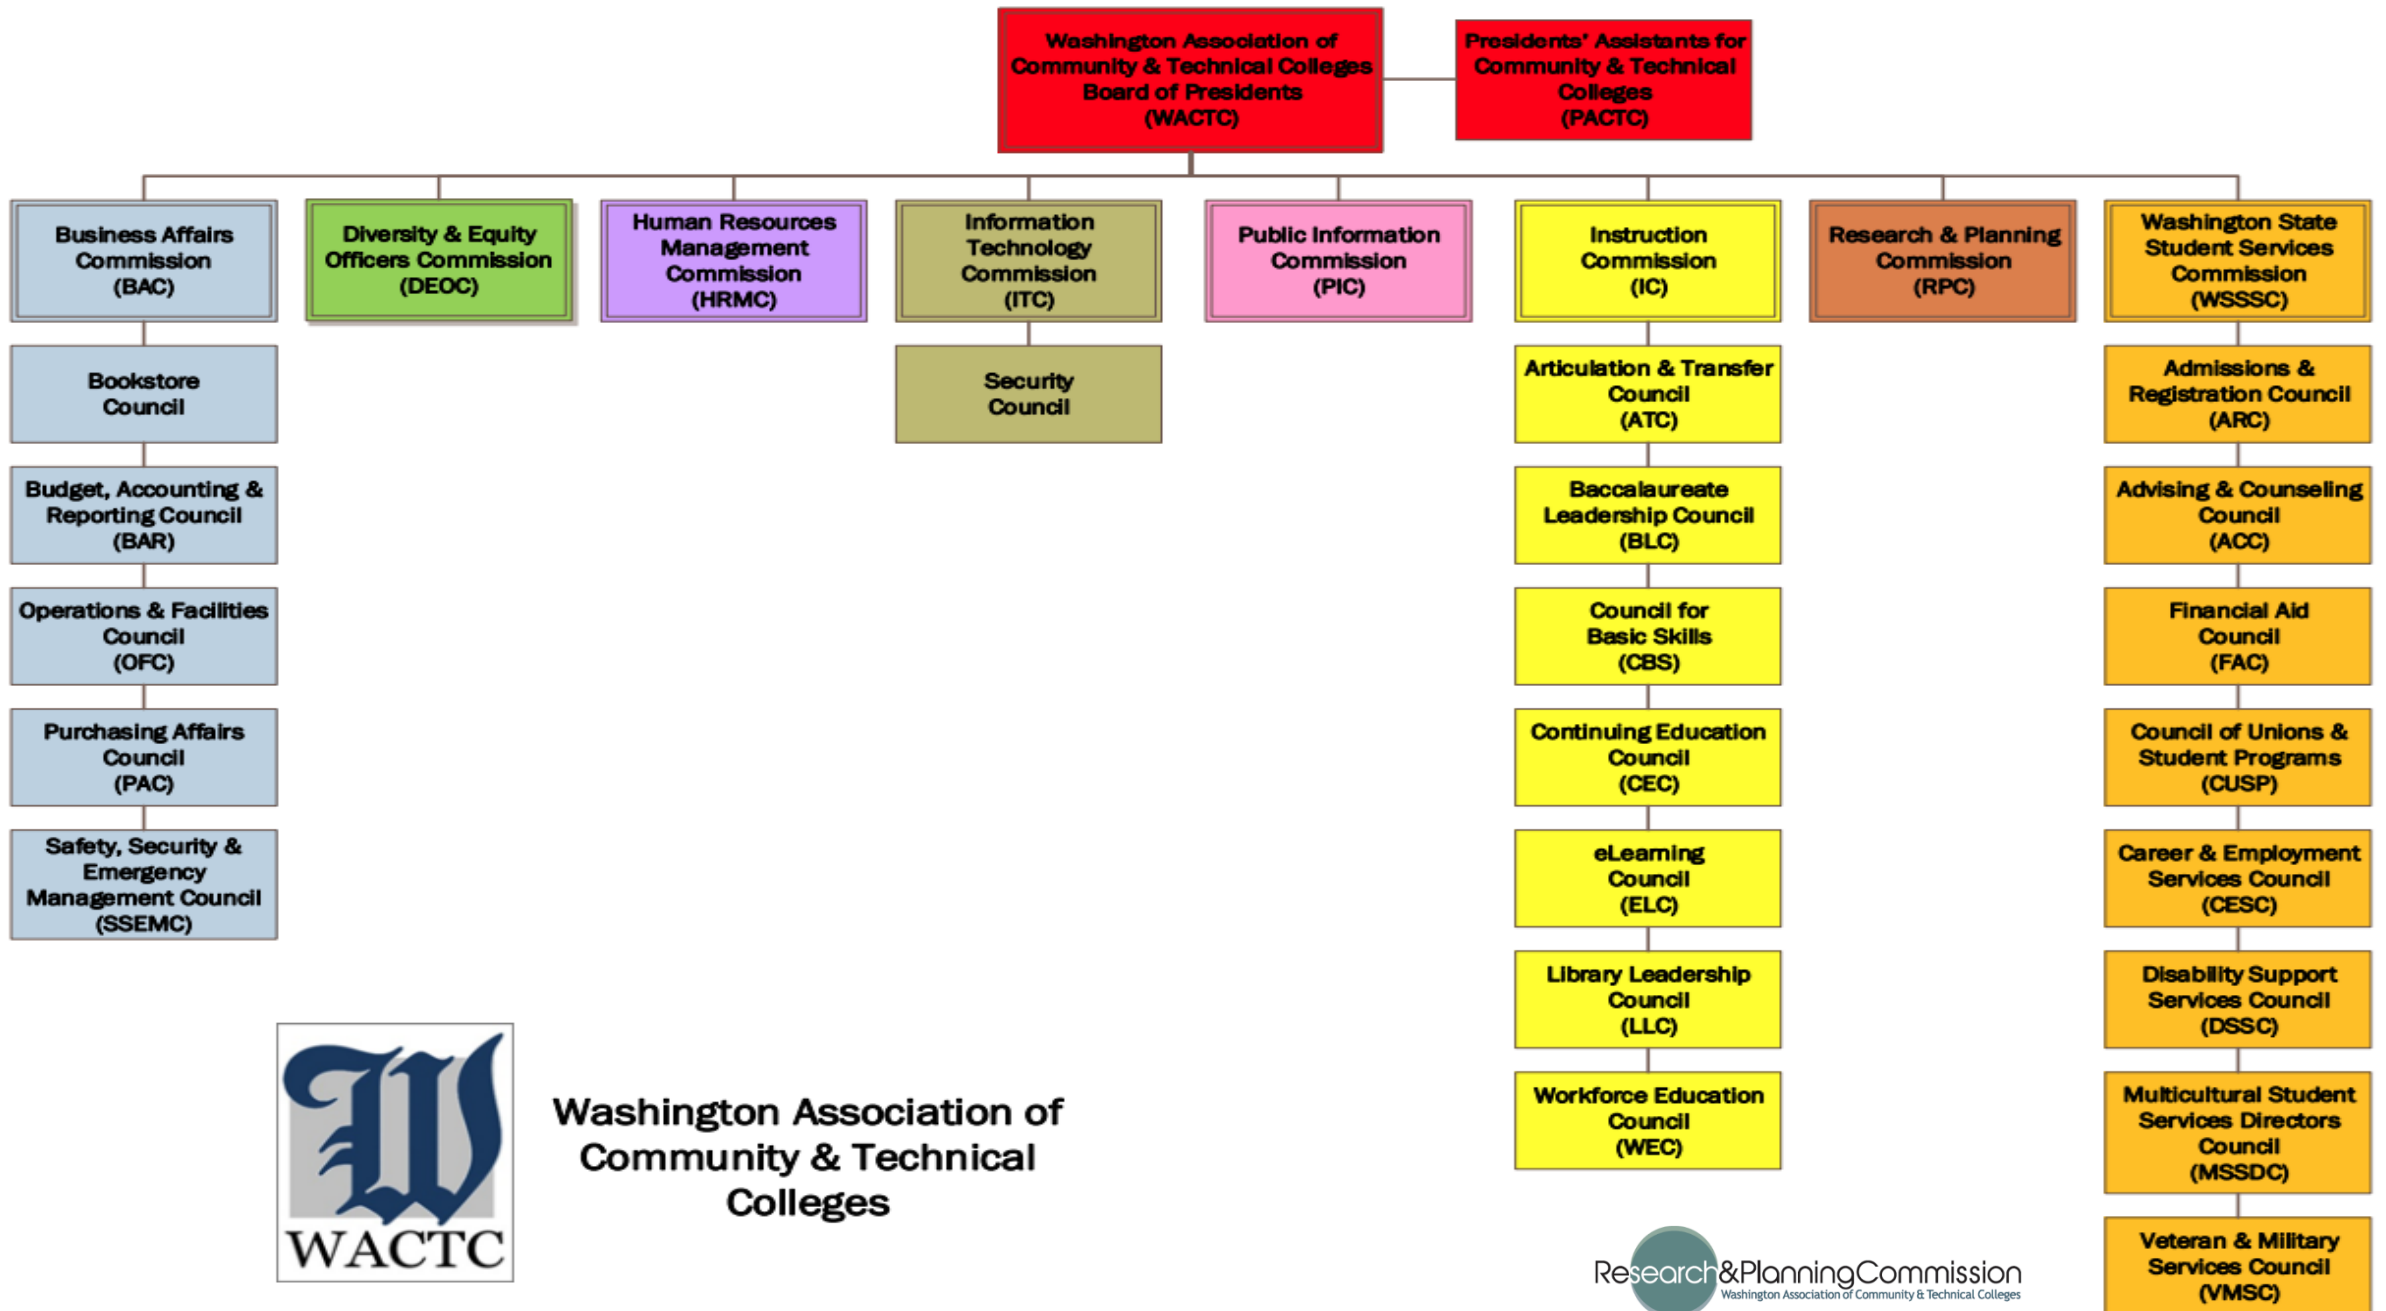 Washington Association of
Community & Technical Colleges
Board of Presidents
(WACTC)
Presidents' Assistants for
Community & Technical
Colleges
(PACTC)
Business Affairs
Commission
(BAC)
Diversity & Equity
Officers Commission
(DEOC)
Human Resources
Management
Commission
(HRMC)
Information
Technology
Commission
(ITC)
Public Information
Commission
(PIC)
Instruction
Commission
(IC)
Research & Planning
Commission
(RPC)
Washington State
Student Services
Commission
(WSSSC)
Bookstore
Council
Budget, Accounting &
Reporting Council
(BAR)
Operations & Facilities
Council
(OFC)
Purchasing Affairs
Council
(PAC)
Safety, Security &
Emergency
Management Council
(SSEMC)
Security
Council
Articulation & Transfer
Council
(ATC)
Baccalaureate
Leadership Council
(BLC)
Council for
Basic Skills
(CBS)
Continuing Education
Council
(CEC)
eLearning
Council
(ELC)
Library Leadership
Council
(LLC)
Workforce Education
Council
(WEC)
Admissions &
Registration Council
(ARC)
Advising & Counseling
Council
(ACC)
Financial Aid
Council
(FAC)
Council of Unions &
Student Programs
(CUSP)
Career & Employment
Services Council
(CESC)
Disability Support
Services Council
(DSSC)
Multicultural Student
Services Directors
Council
(MSSDC)
Veteran & Military
Services Council
(VMSC)
W
WACTC
Washington Association of
Community & Technical
Colleges
Research&PlanningCommission
Washington Association of Community & Technical Colleges